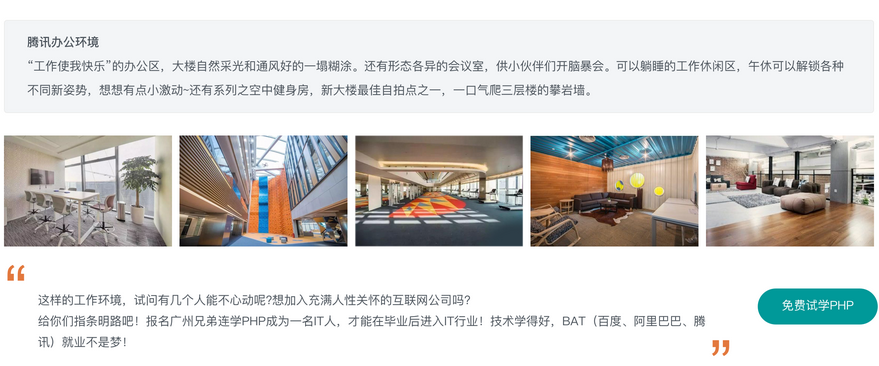 腾讯办公环境
“工作使我快乐”的办公区，大楼自然采光和通风好的一塌糊涂。还有形态各异的会议室，供小伙伴们开脑暴会。可以躺睡的工作休闲区，午休可以解锁各种
不同新姿势，想想有点小激动~还有系列之空中健身房，新大楼最佳自拍点之一，一口气爬三层楼的攀岩墙。
“
这样的工作环境，试问有几个人能不心动呢?想加入充满人性关怀的互联网公司吗?
免费试学PHP
给你们指条明路吧！报名广州兄弟连学PHP成为一名IT人，才能在毕业后进入IT行业！技术学得好，BAT（百度、阿里巴巴、腾
讯）就业不是梦！
”